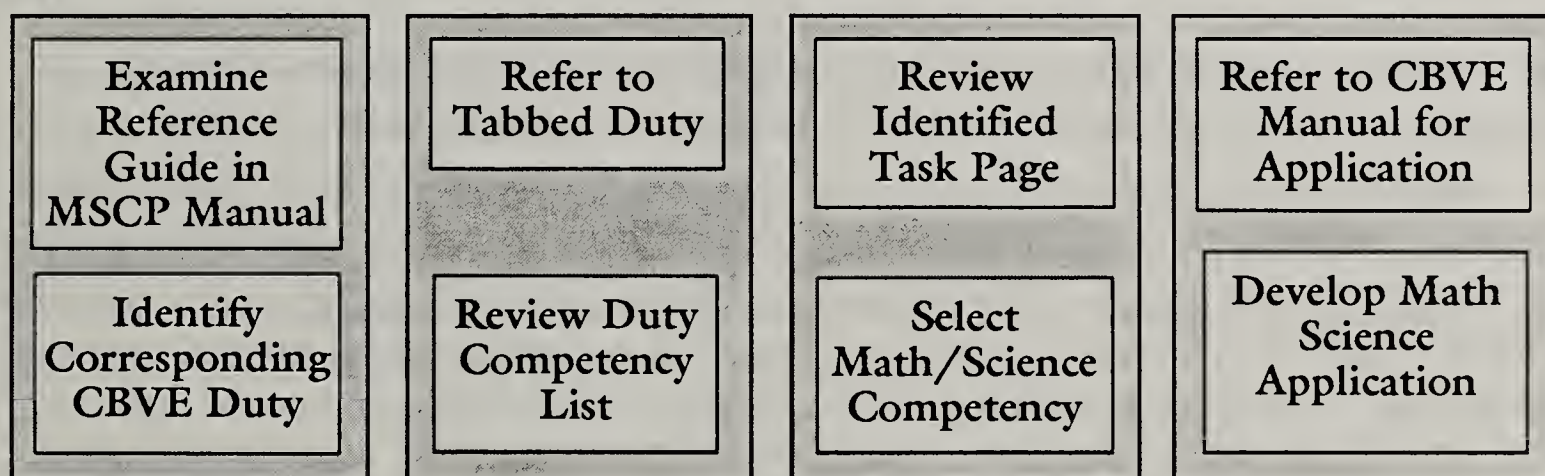 Examine
Reference
Guide in
MSCP Manual
Identify
Corresponding
CBVE Duty
Refer to
Tabbed Duty
Review Duty
Competency
List
Review
Identified
Task Page
Select
Math/Science
Competency
Refer to CBVE
Manual for
Application
Develop Math
Science
Application